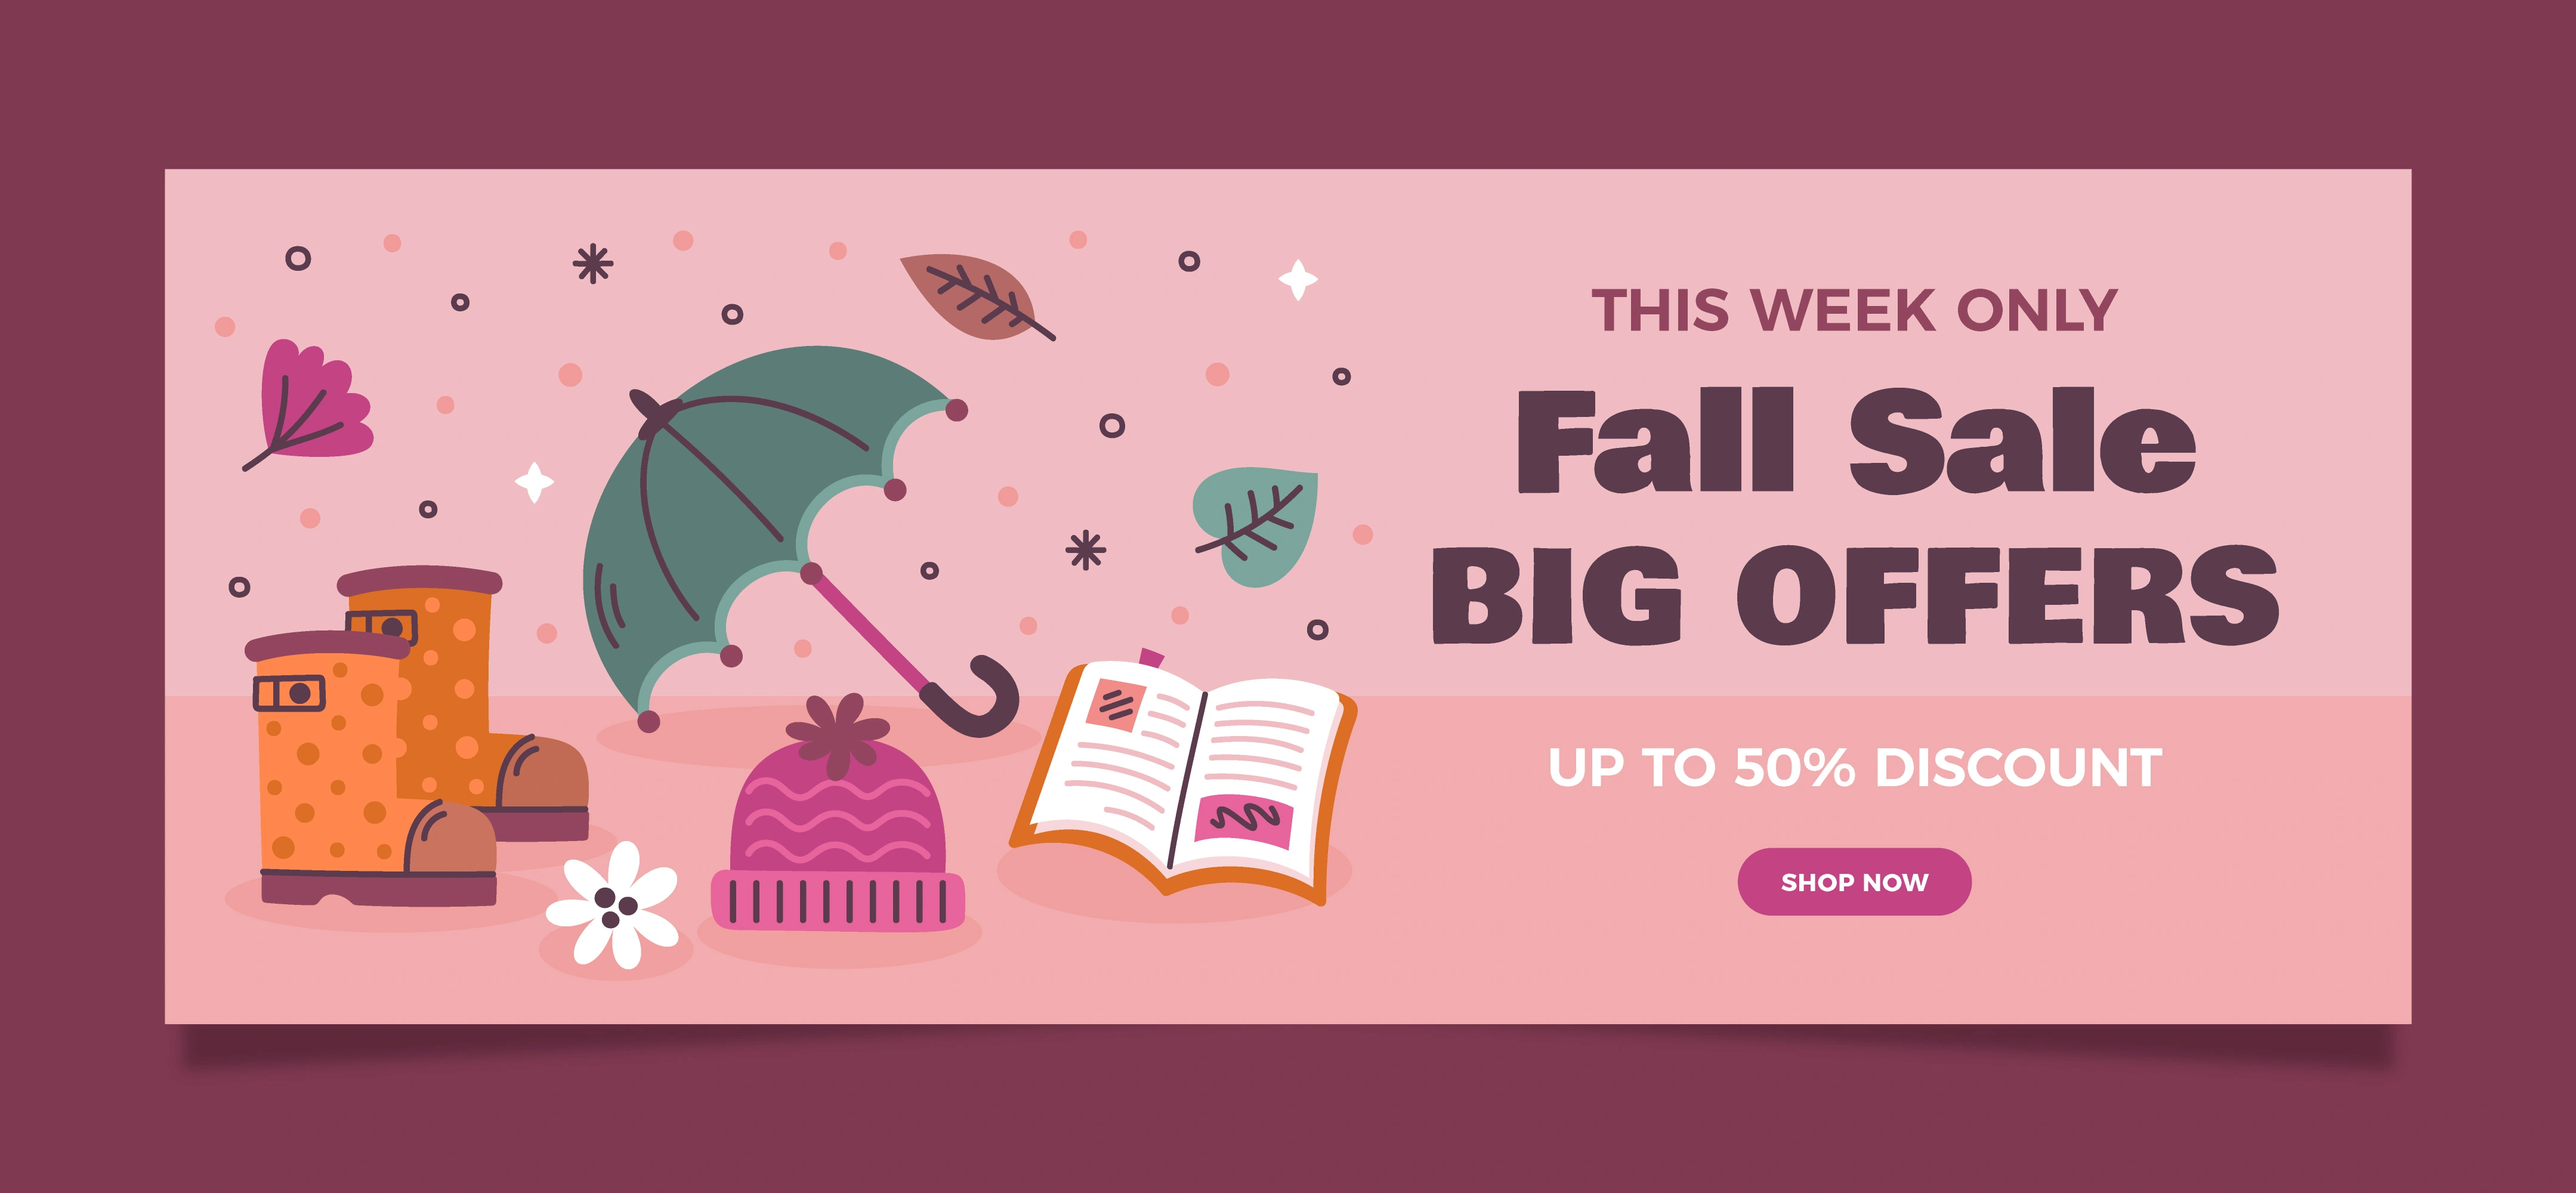 THIS WEEK ONLY
Fall Sale
BIG OFFERS
UP TO 50% DISCOUNT
SHOP NOW